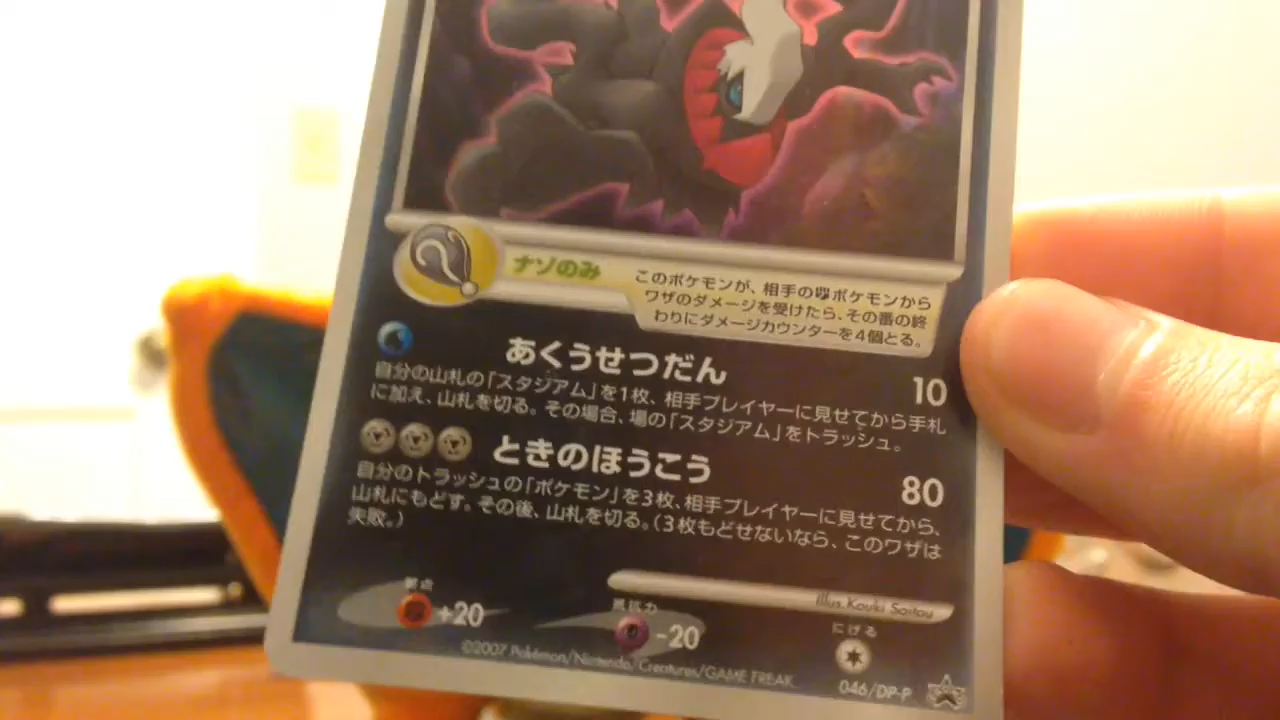 ナゾのみ
このポケモンが、相手の悪ポケモンから
ワザのダメージを受けたら、その番の終
わりにダメージカウンターを4個とる。
あくうせつだん 10
自分の山札の「スタジアム」を1枚、相手プレイヤーに見せてから手札
に加え、山札を切る。その場合、場の「スタジアム」をトラッシュ。
ときのほうこう 80
自分のトラッシュの「ポケモン」を3枚、相手プレイヤーに見せてから、
山札にもどす。その後、山札を切る。(3枚もどせないなら、このワザは
失敗。)
弱点 +20
抵抗力 -20
Illus. Kouki Saitou
にげる
©2007 Pokémon/Nintendo/Creatures/GAME FREAK.
046/DP-P